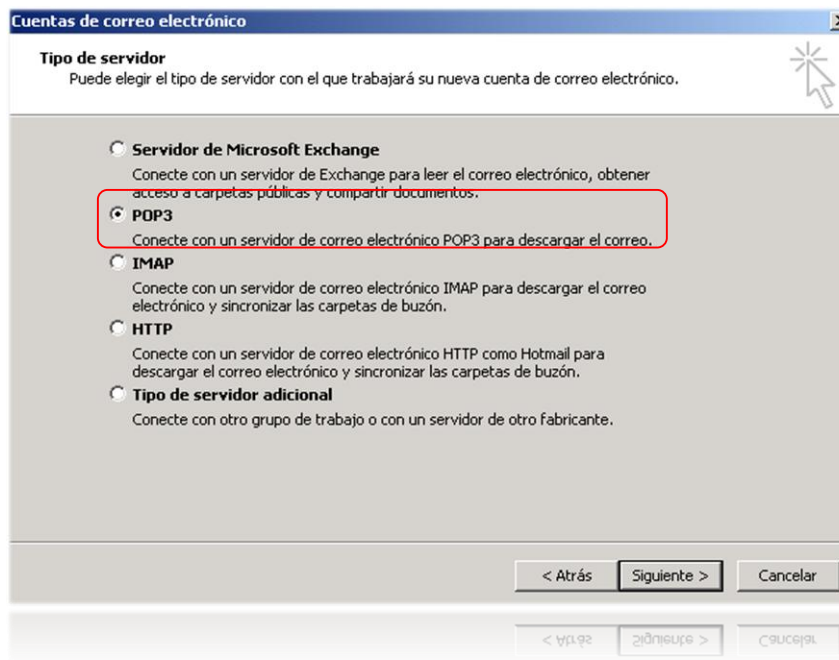 Cuentas de correo electrónico
Tipo de servidor
Puede elegir el tipo de servidor con el que trabajará su nueva cuenta de correo electrónico.
Servidor de Microsoft Exchange
Conecte con un servidor de Exchange para leer el correo electrónico, obtener
acceso a carpetas públicas y compartir documentos.
POP3
Conecte con un servidor de correo electrónico POP3 para descargar el correo.
IMAP
Conecte con un servidor de correo electrónico IMAP para descargar el correo
electrónico y sincronizar las carpetas de buzón.
HTTP
Conecte con un servidor de correo electrónico HTTP como Hotmail para
descargar el correo electrónico y sincronizar las carpetas de buzón.
Tipo de servidor adicional
Conecte con otro grupo de trabajo o con un servidor de otro fabricante.
< Atrás Siguiente > Cancelar